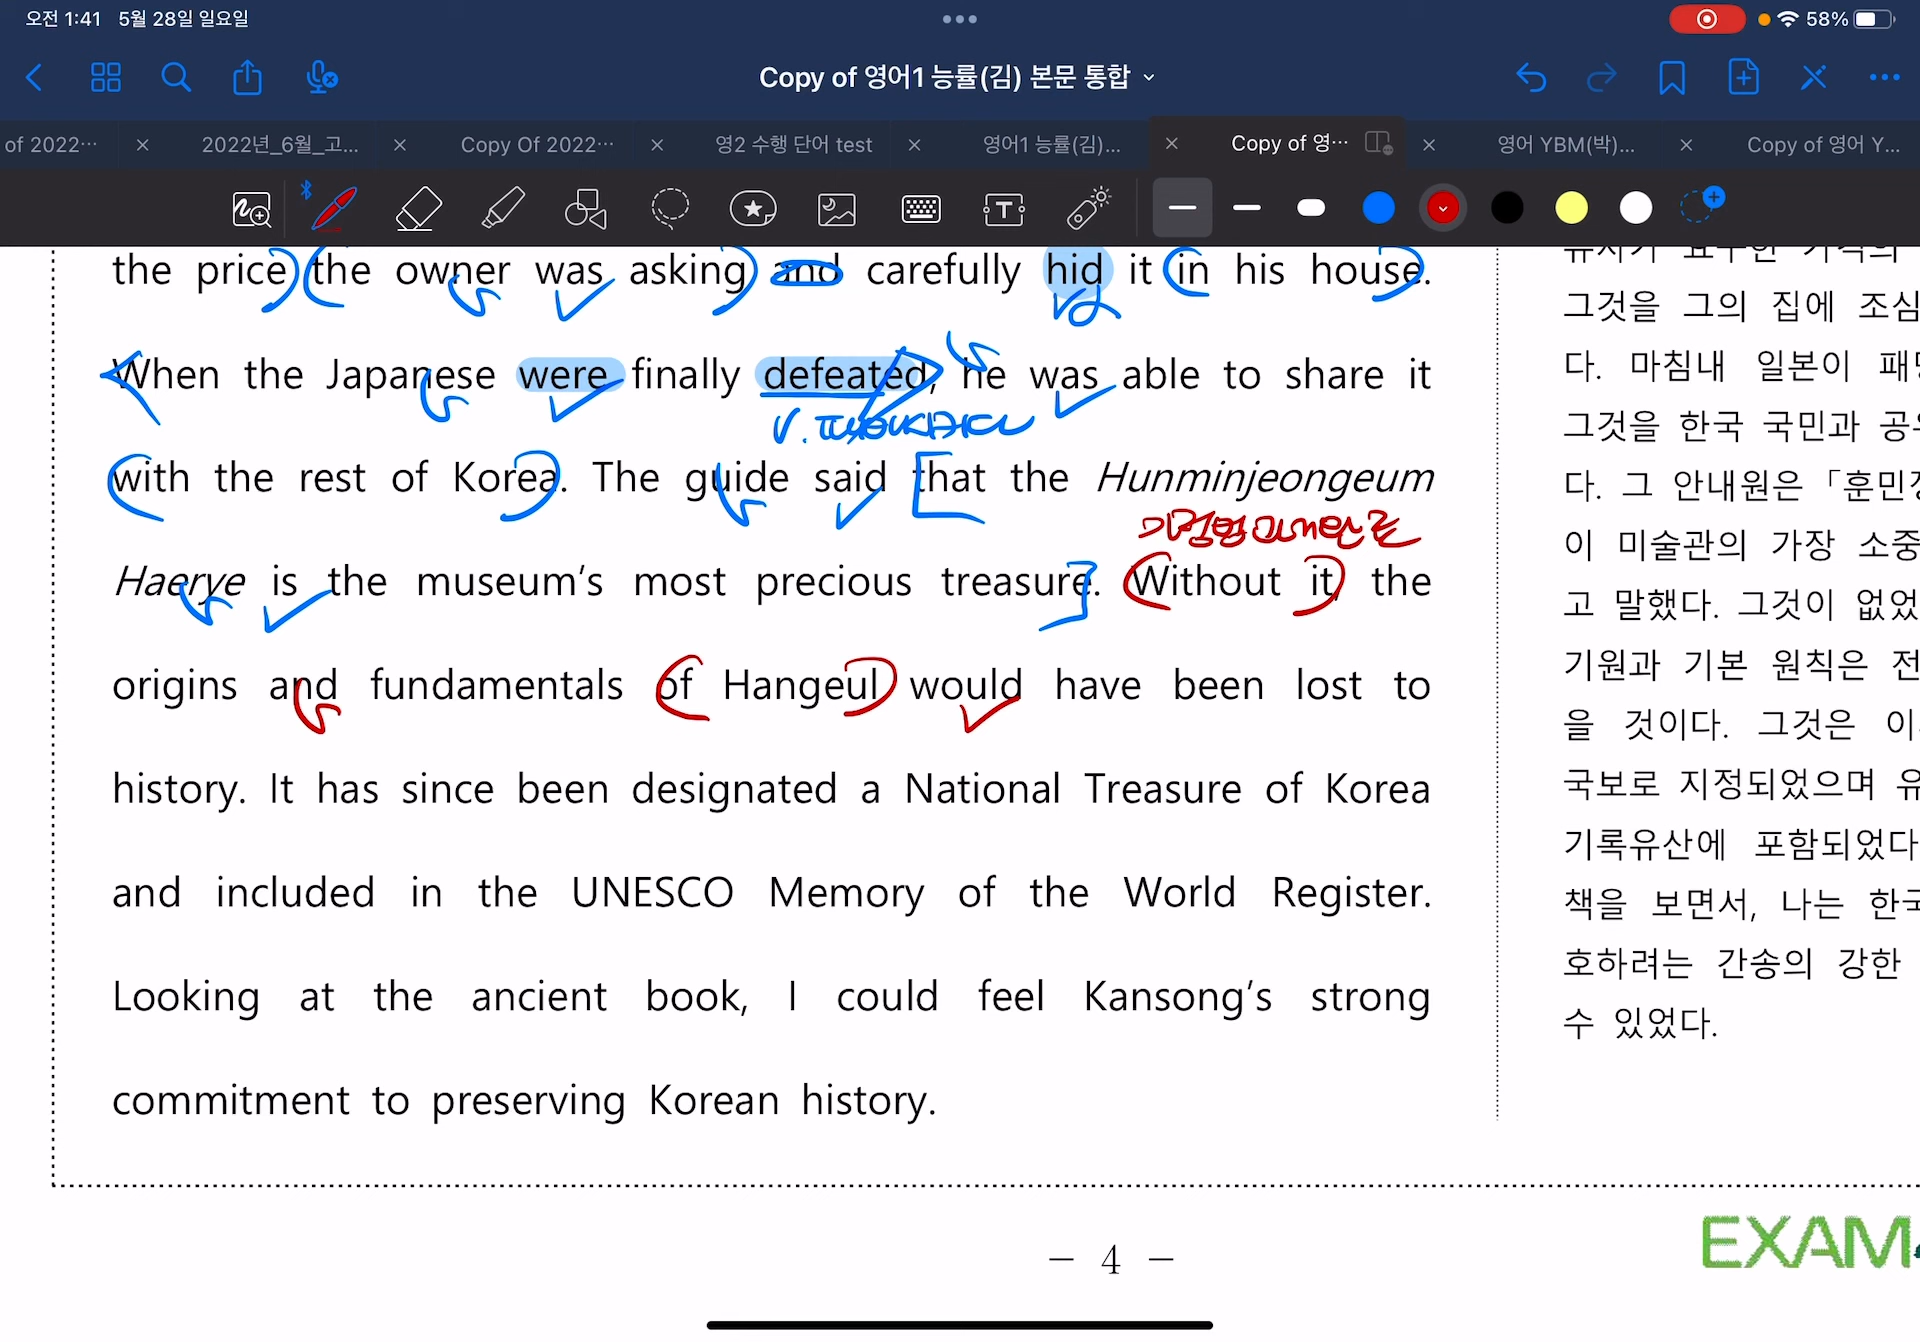 오전 1:41 5월 28일 일요일
58%
Copy of 영어1 능률(김) 본문 통합
of 2022…
2022년_6월_고...
Copy Of 2022…
영2 수행 단어 test
영어1 능률(김)...
Copy of 영…
영어 YBM(박)...
Copy of 영어 Y...
the price the owner was asking and carefully hid it in his house.
When the Japanese were finally defeated, he was able to share it
with the rest of Korea. The guide said that the Hunminjeongeum
Haerye is the museum's most precious treasure. Without it, the
origins and fundamentals of Hangeul would have been lost to
history. It has since been designated a National Treasure of Korea
and included in the UNESCO Memory of the World Register.
Looking at the ancient book, I could feel Kansong's strong
commitment to preserving Korean history.
그것을 그의 집에 조심
다. 마침내 일본이 패
그것을 한국 국민과 공
다. 그 안내원은 「훈민정
이 미술관의 가장 소중
고 말했다. 그것이 없었
기원과 기본 원칙은 전
을 것이다. 그것은 이
국보로 지정되었으며 유
기록유산에 포함되었다
책을 보면서, 나는 한국
호하려는 간송의 강한
수 있었다.
- 4 -
EXAM